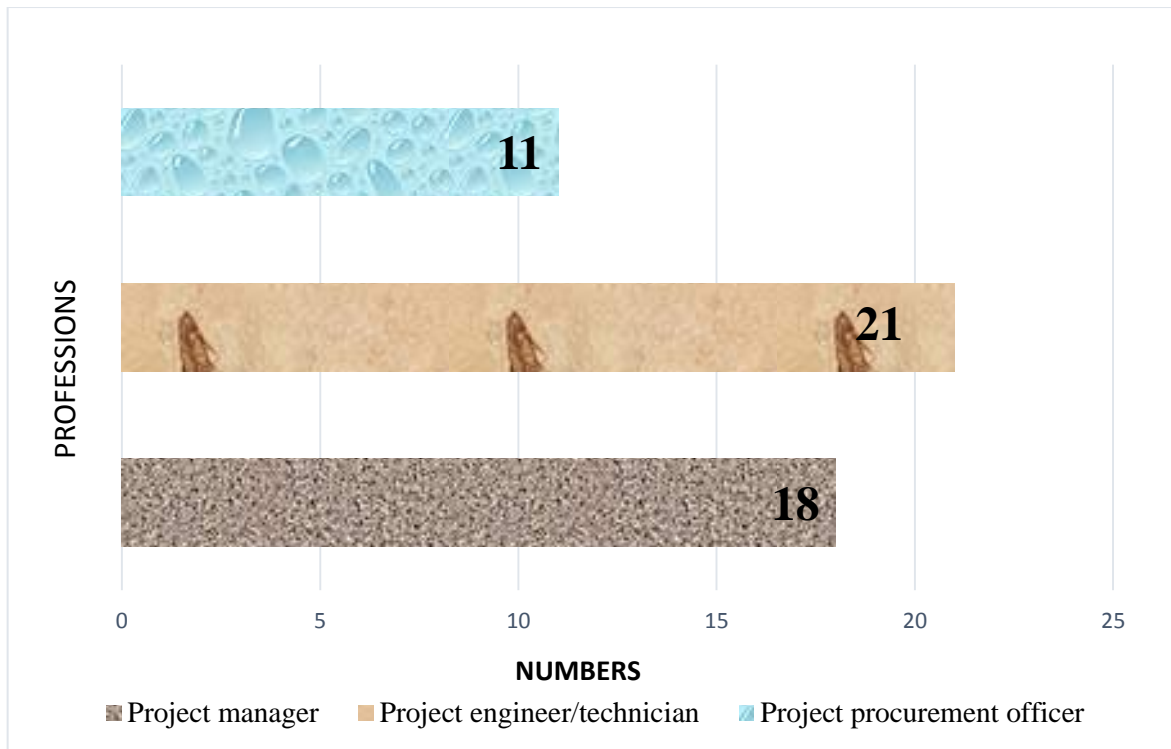 11
21
18
PROFESSIONS
0 5 10 15 20 25
NUMBERS
Project manager Project engineer/technician Project procurement officer